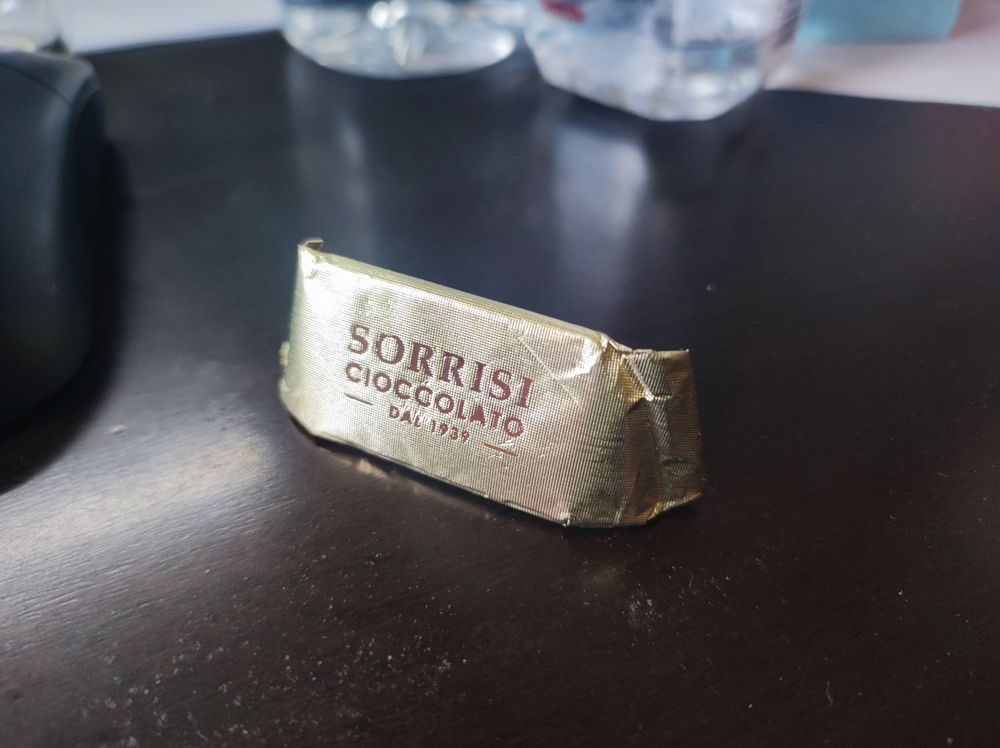 SORRISI
CIOCCOLATO
— DAL 1939 —